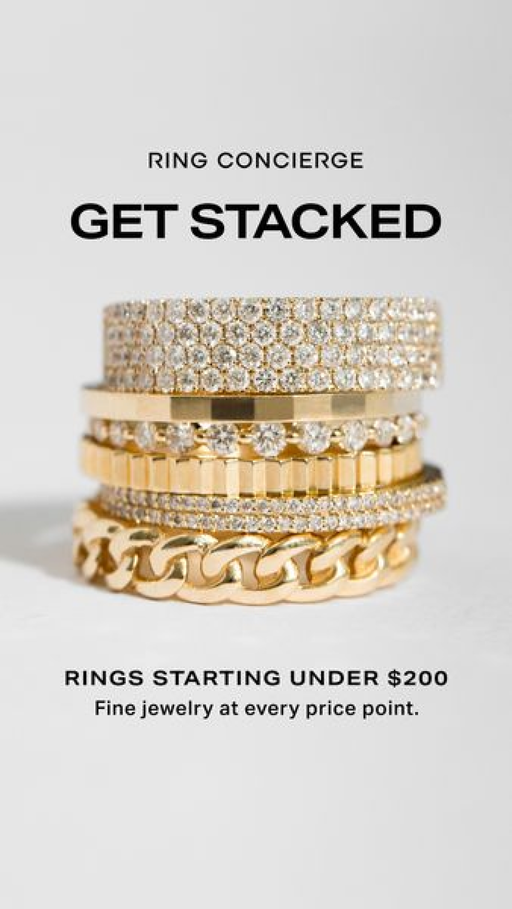 RING CONCIERGE
GET STACKED
RINGS STARTING UNDER $200
Fine jewelry at every price point.